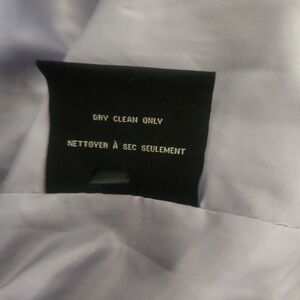 DRY CLEAN ONLY
NETTOYER À SEC SEULEMENT